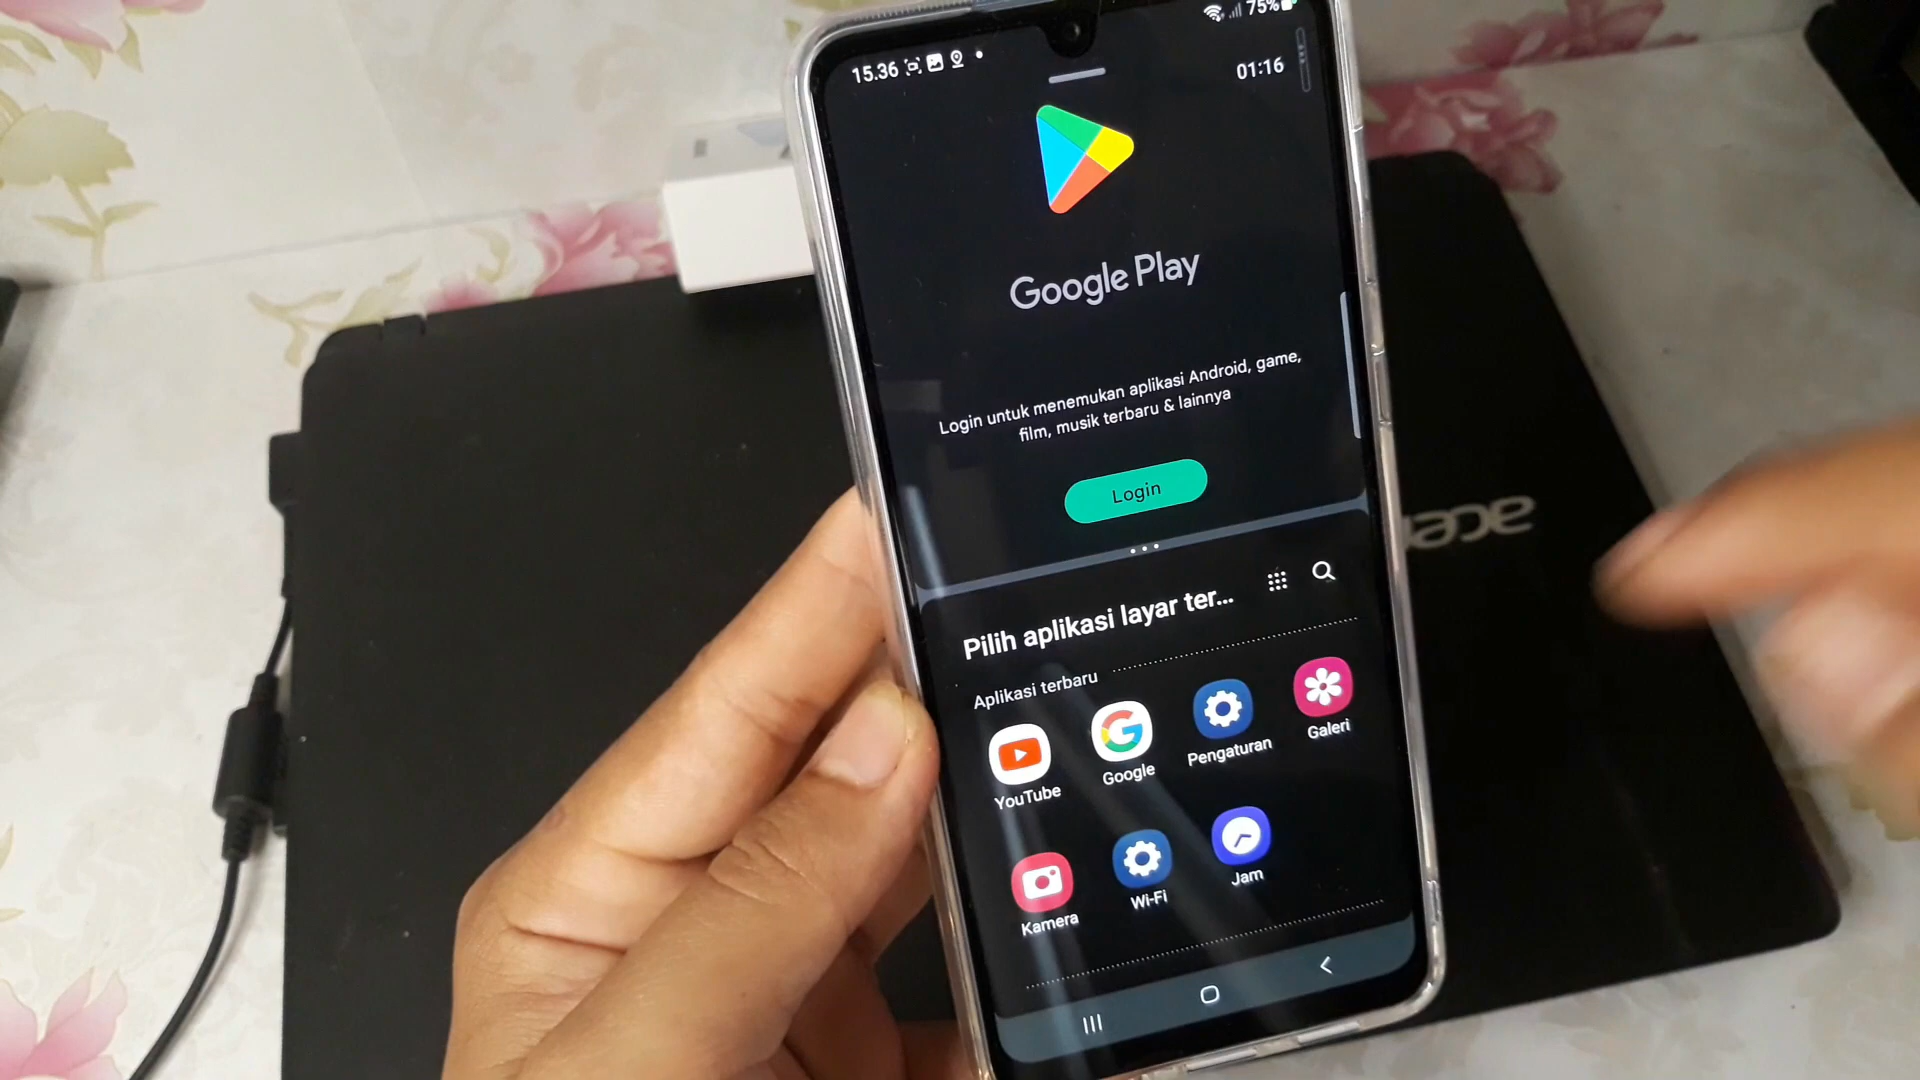 15.36
75%
01:16
Google Play
Login untuk menemukan aplikasi Android, game,
film, musik terbaru & lainnya
Login
acer
Pilih aplikasi layar ter...
Aplikasi terbaru
YouTube
Google
Pengaturan
Galeri
Kamera
Wi-Fi
Jam